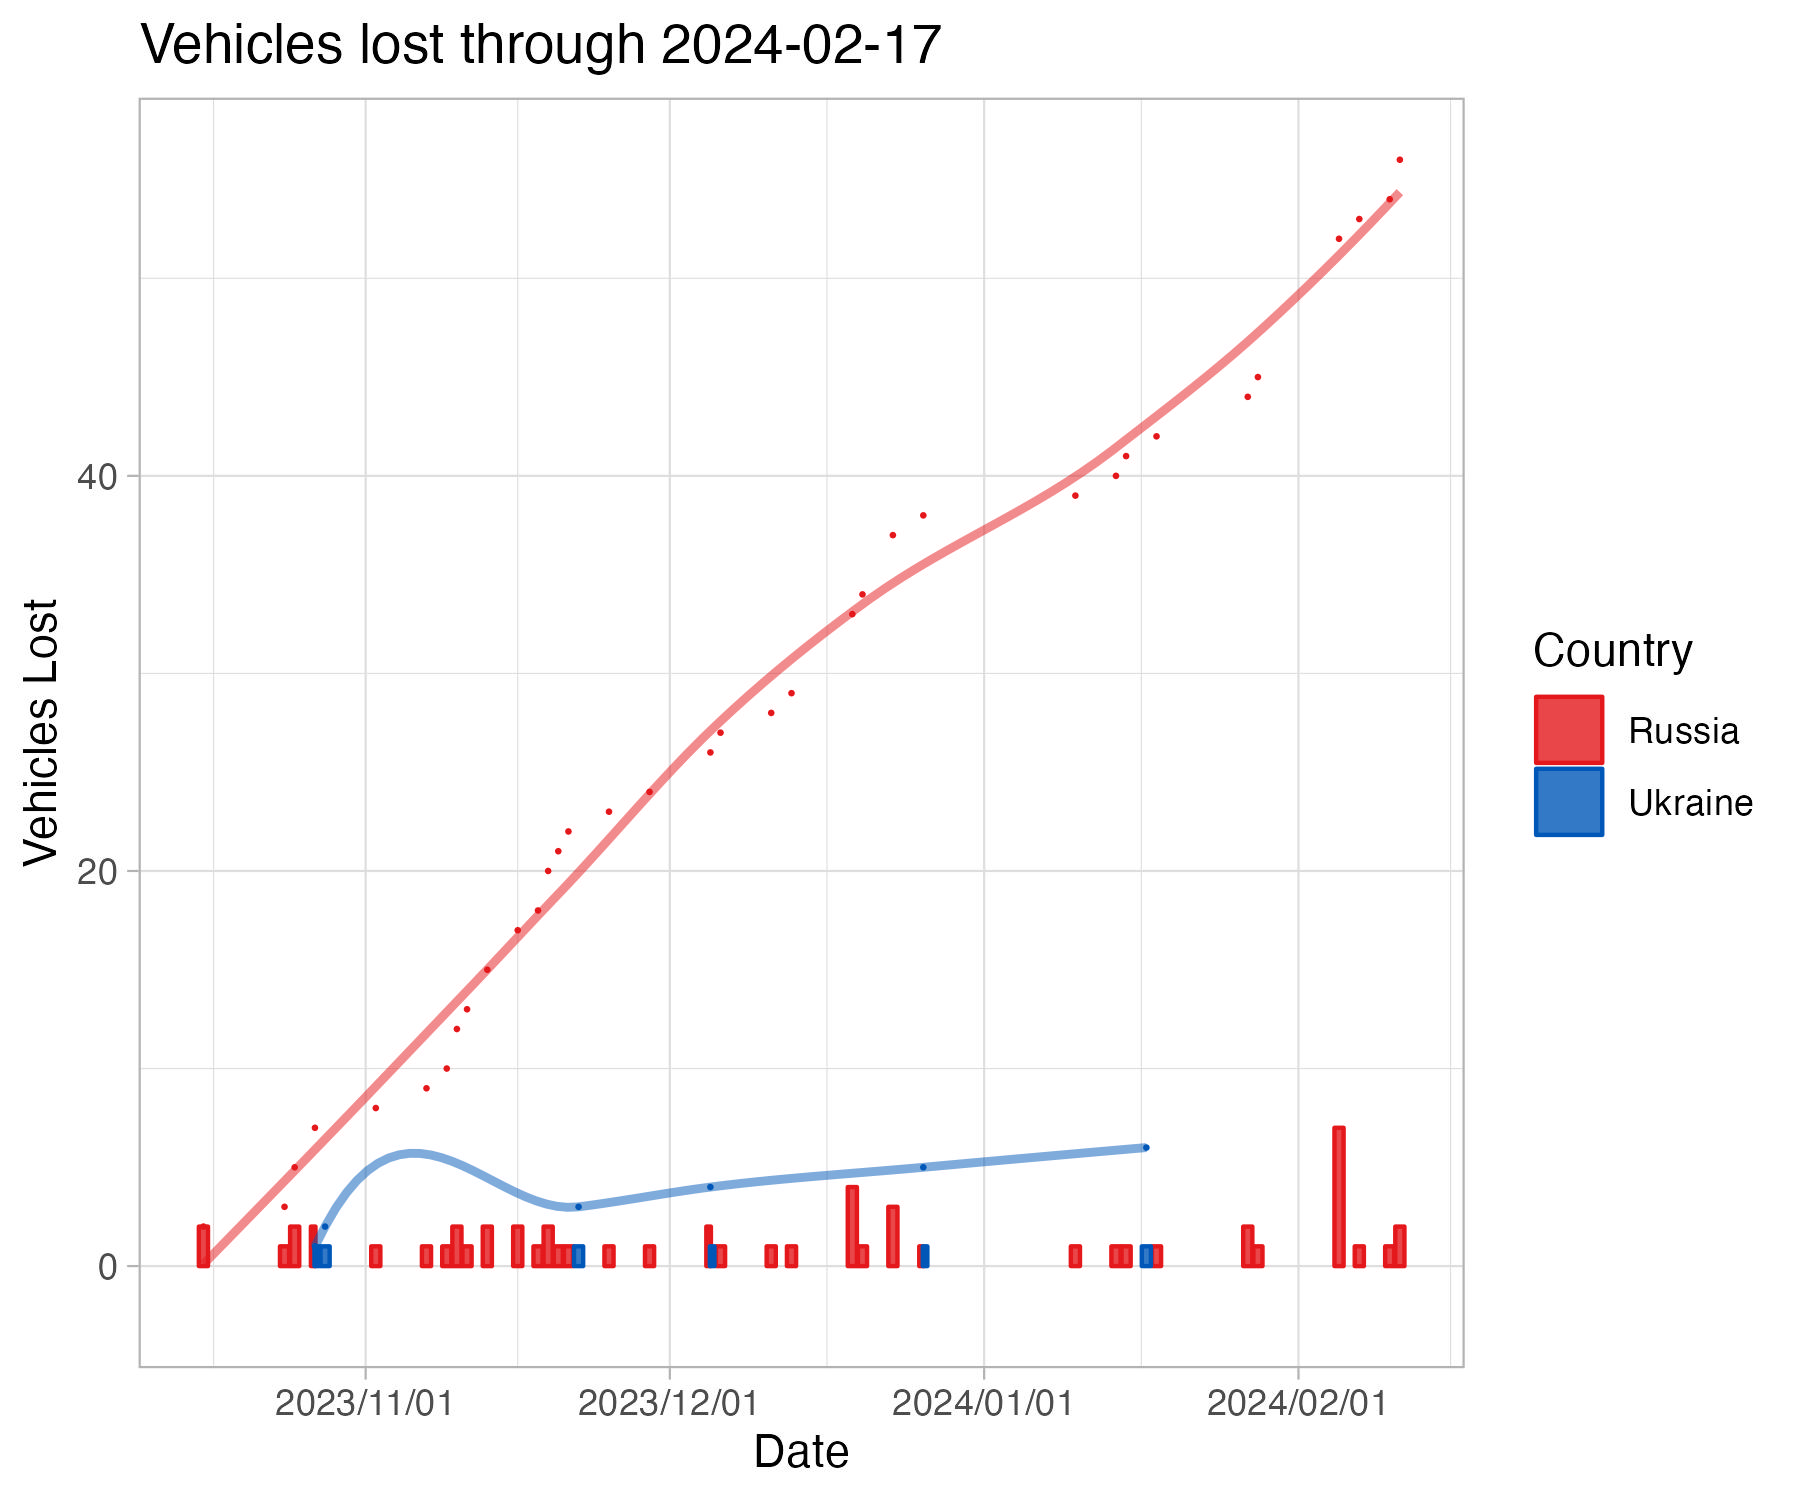 Vehicles lost through 2024-02-17
Vehicles Lost
40
20
0
2023/11/01
2023/12/01
2024/01/01
2024/02/01
Date
Country
Russia
Ukraine